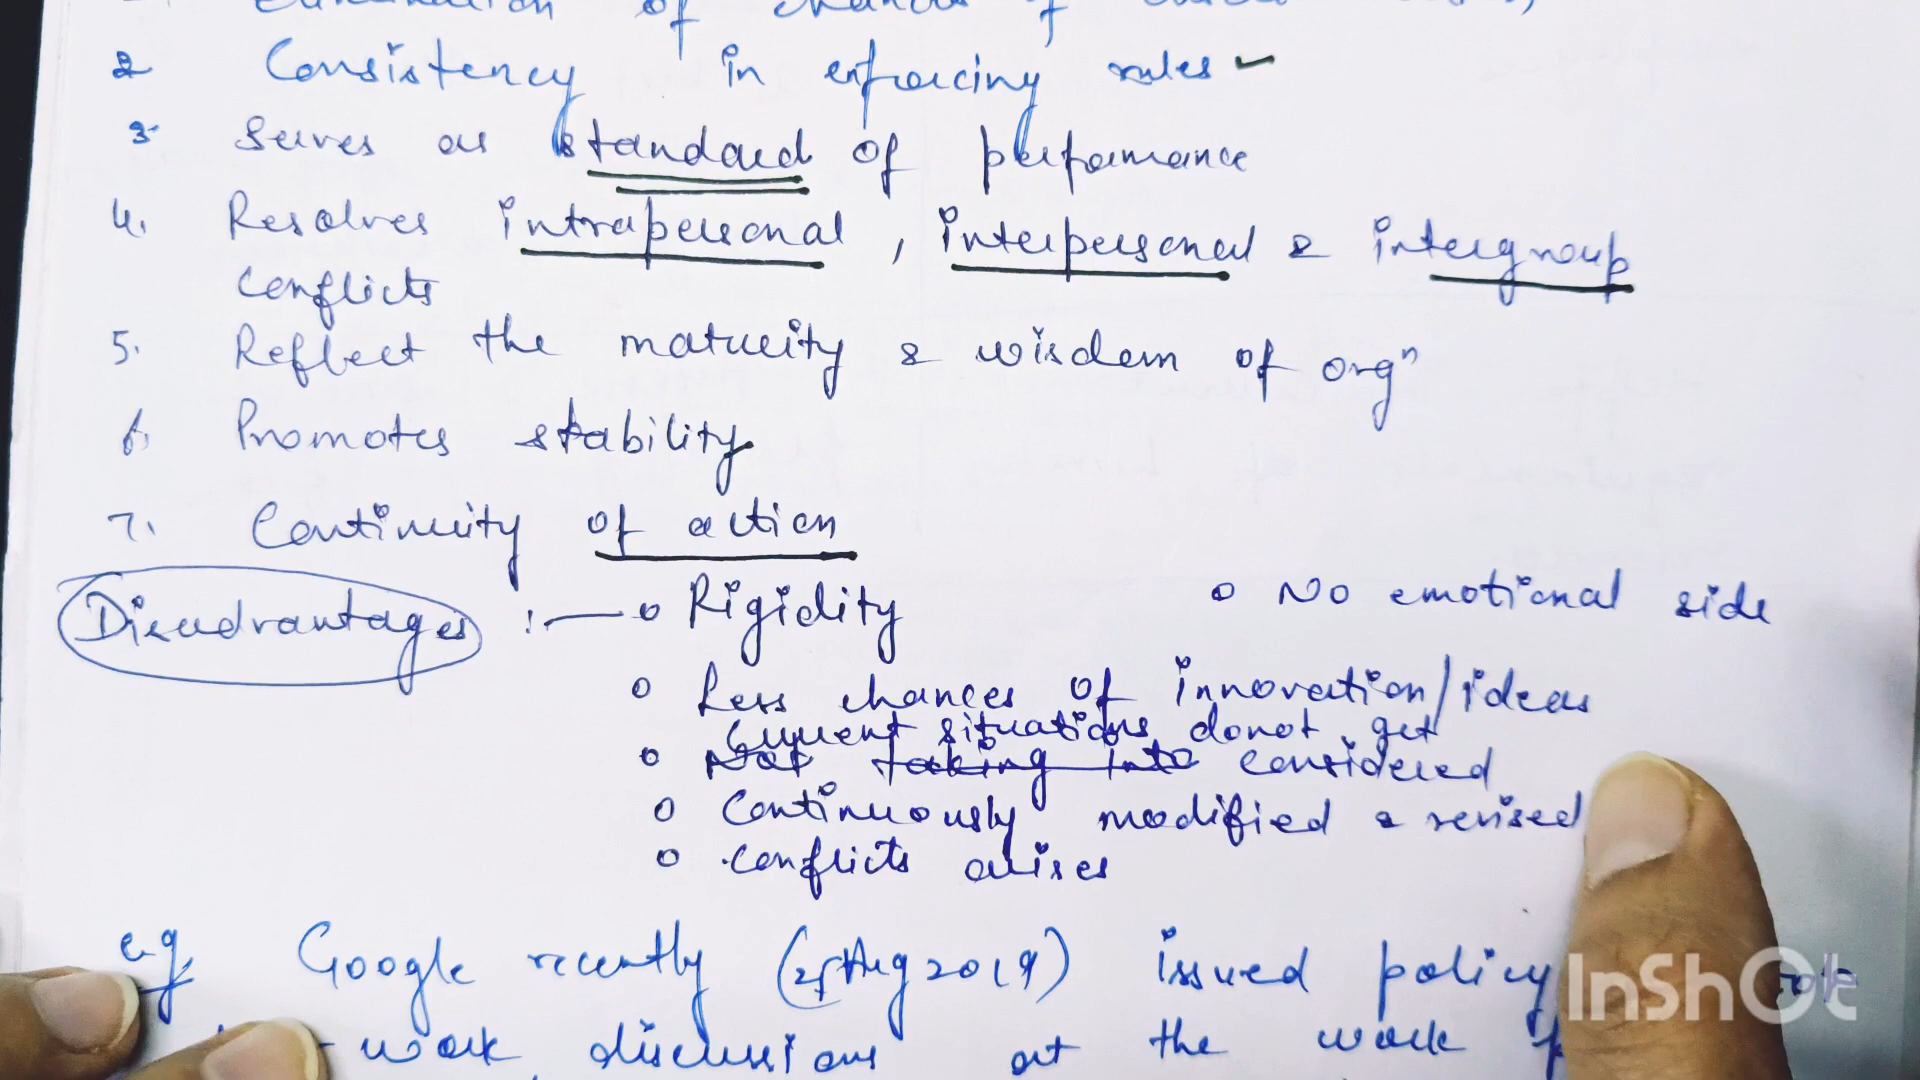 of chances of
2 Consistency in enforcing rules
3. Serves as standard of performance
4. Resolves intrapersonal, interpersonal & intergroup
conflicts
5. Reflect the maturity & wisdom of orgⁿ
6. Promotes stability
7. Continuity of action
Disadvantages :— o Rigidity o No emotional side
o Less chances of innovation/ideas
Current situations donot get
o Not taking into considered
o Continuously modified & revised
o conflicts arises
e.g. Google recently (Aug 2019) issued policy
- work discussions at the work
InShOt